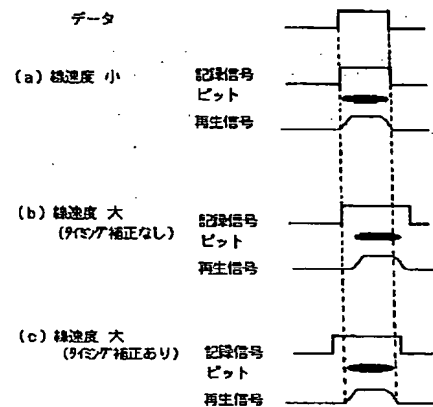 データ
(a) 線速度 小 記録信号
ピット
再生信号
(b) 線速度 大 記録信号
(タイミング補正なし) ピット
再生信号
(c) 線速度 大
(タイミング補正あり) 記録信号
ピット
再生信号